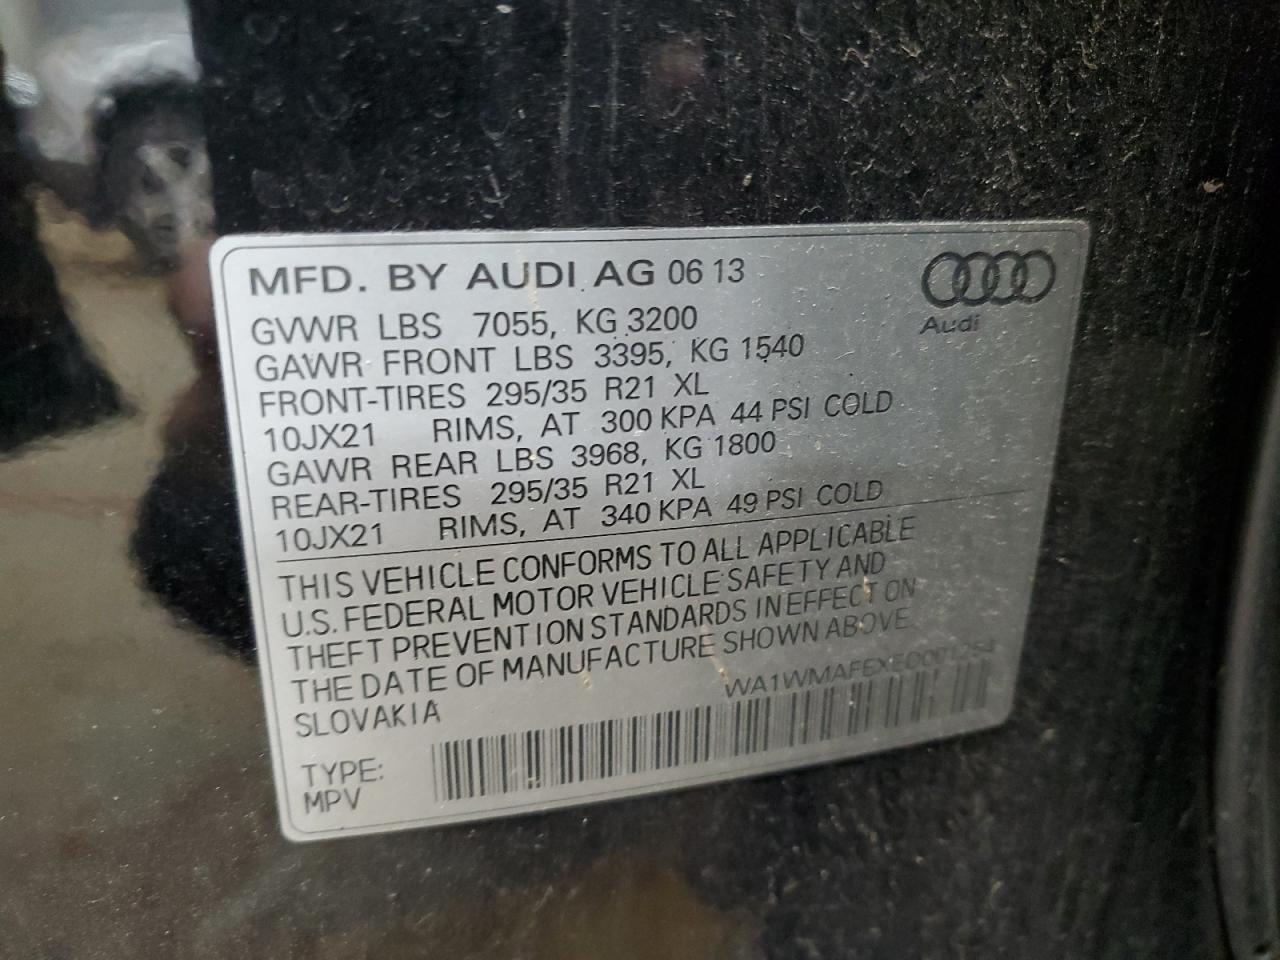 MFD. BY AUDI AG 06 13
Audi
GVWR LBS 7055, KG 3200
GAWR FRONT LBS 3395, KG 1540
FRONT-TIRES 295/35 R21 XL
10JX21 RIMS, AT 300 KPA 44 PSI COLD
GAWR REAR LBS 3968, KG 1800
REAR-TIRES 295/35 R21 XL
10JX21 RIMS, AT 340 KPA 49 PSI COLD
THIS VEHICLE CONFORMS TO ALL APPLICABLE
U.S. FEDERAL MOTOR VEHICLE SAFETY AND
THEFT PREVENTION STANDARDS IN EFFECT ON
THE DATE OF MANUFACTURE SHOWN ABOVE.
SLOVAKIA
TYPE:
MPV